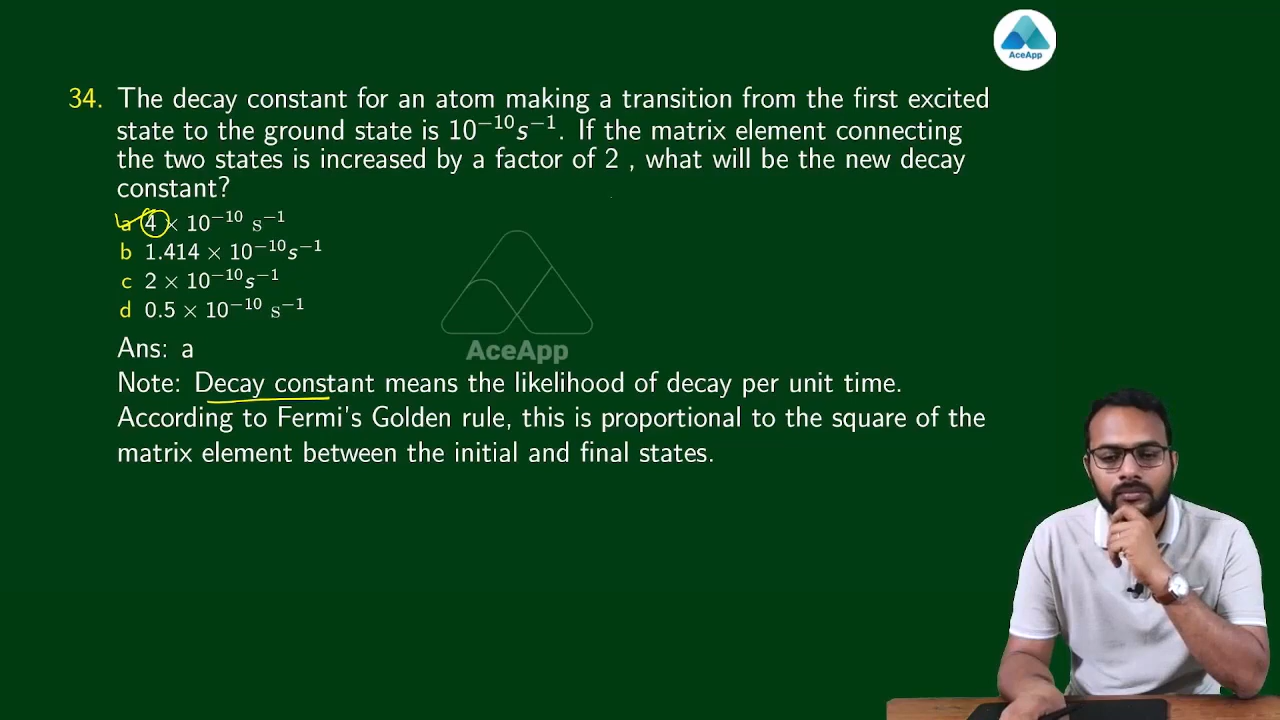 AceApp
34. The decay constant for an atom making a transition from the first excited
state to the ground state is 10⁻¹⁰s⁻¹. If the matrix element connecting
the two states is increased by a factor of 2 , what will be the new decay
constant?
a 4 × 10⁻¹⁰ s⁻¹
b 1.414 × 10⁻¹⁰s⁻¹
c 2 × 10⁻¹⁰s⁻¹
d 0.5 × 10⁻¹⁰ s⁻¹
AceApp
Ans: a
Note: Decay constant means the likelihood of decay per unit time.
According to Fermi's Golden rule, this is proportional to the square of the
matrix element between the initial and final states.